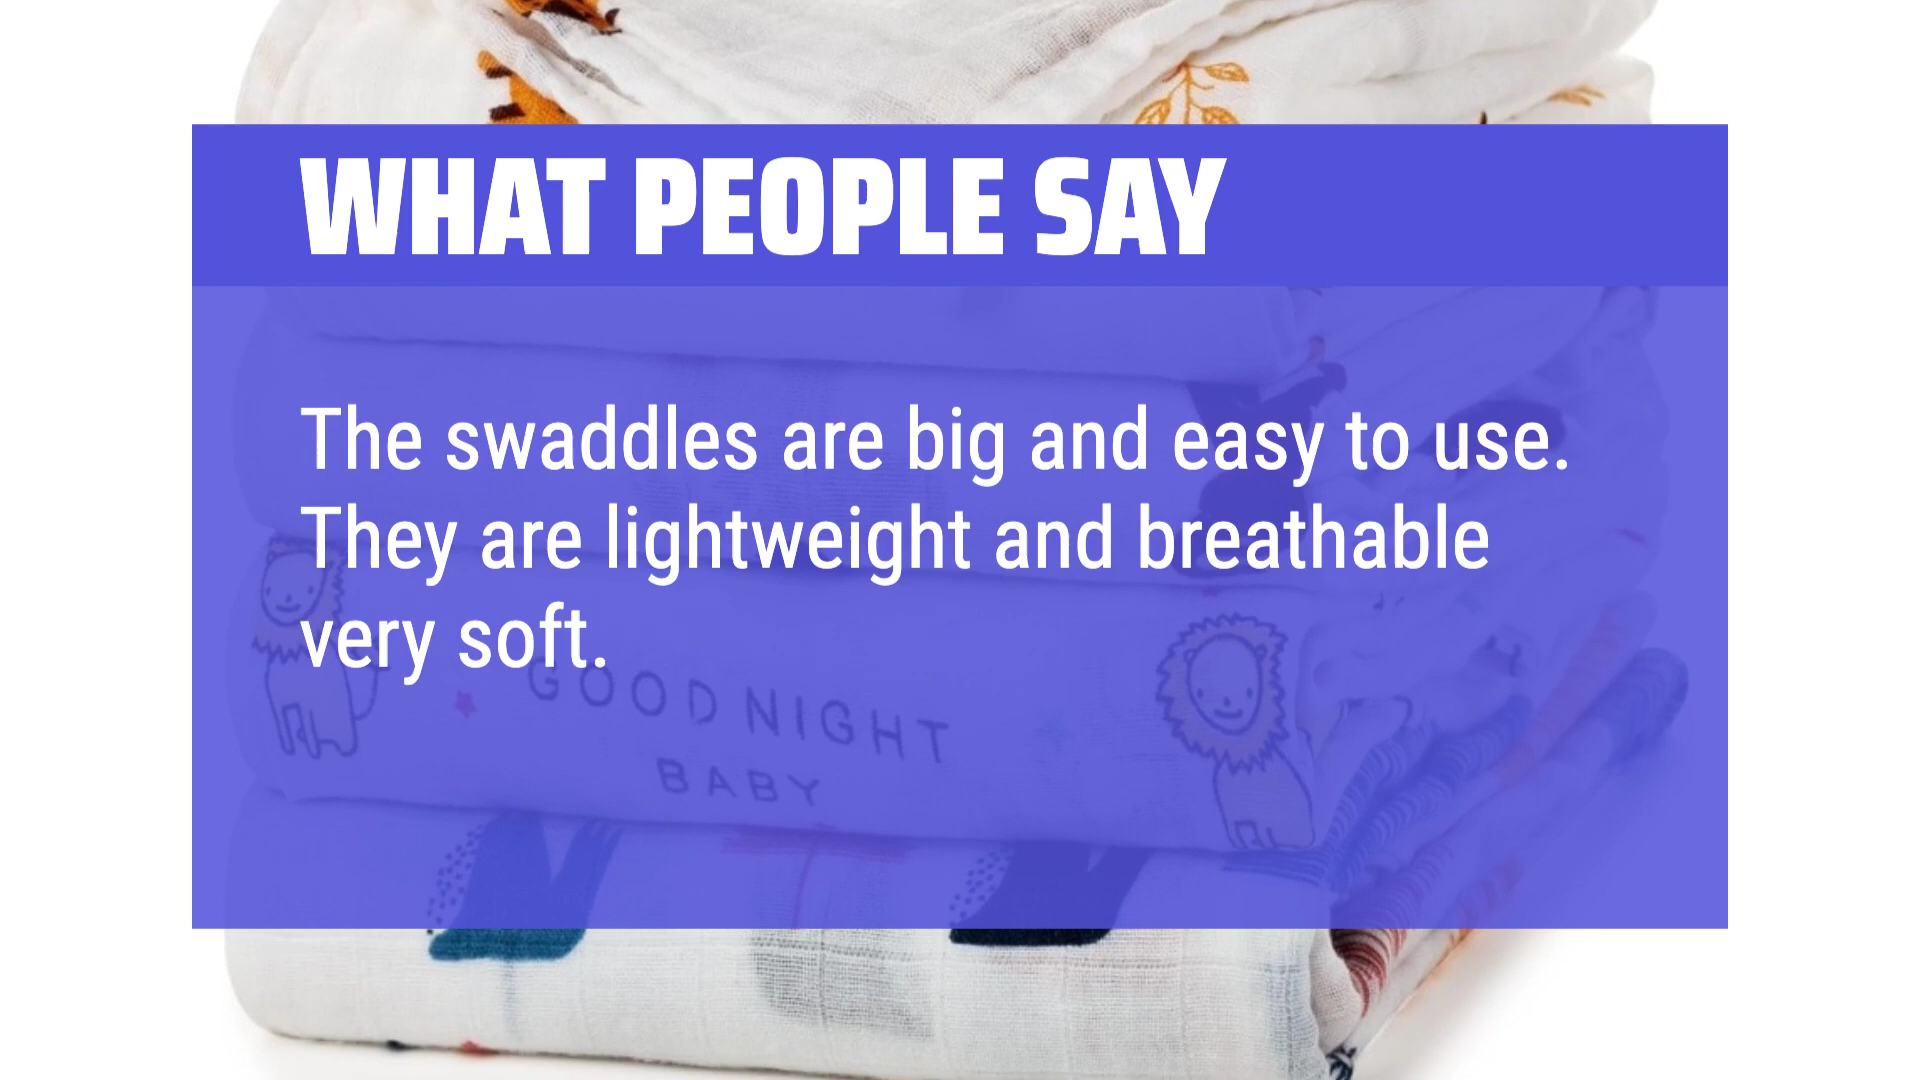 WHAT PEOPLE SAY
The swaddles are big and easy to use.
They are lightweight and breathable
very soft.
GOOD NIGHT
BABY